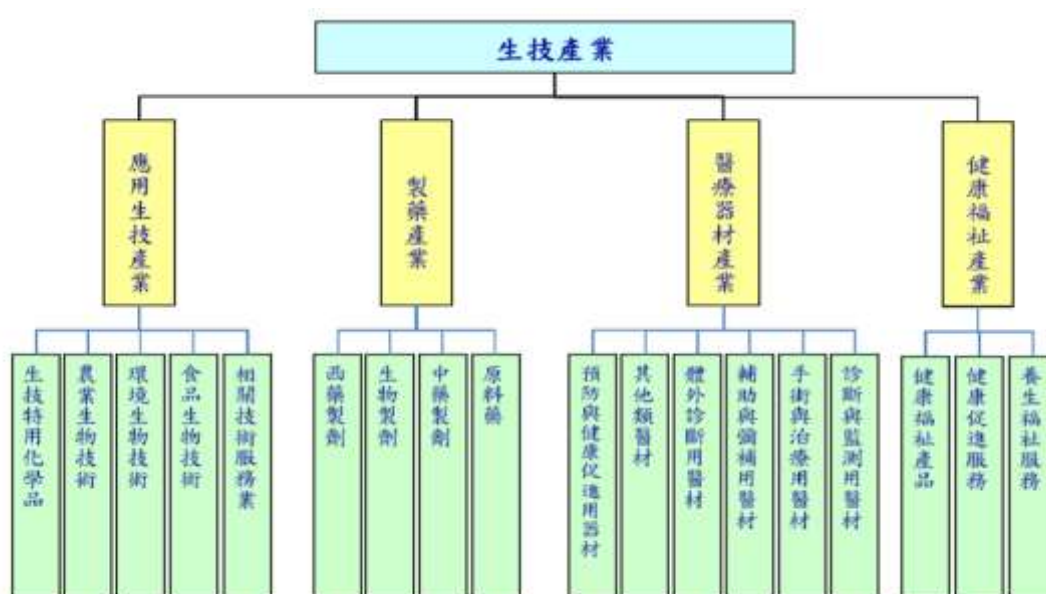 生技產業
應用生技產業
製藥產業
醫療器材產業
健康福祉產業
生技特用化學品
農業生物技術
環境生物技術
食品生物技術
相關技術服務業
西藥製劑
生物製劑
中藥製劑
原料藥
預防與健康促進用器材
其他類醫材
體外診斷用醫材
輔助與彌補用醫材
手術與治療用醫材
診斷與監測用醫材
健康福祉產品
健康促進服務
養生福祉服務